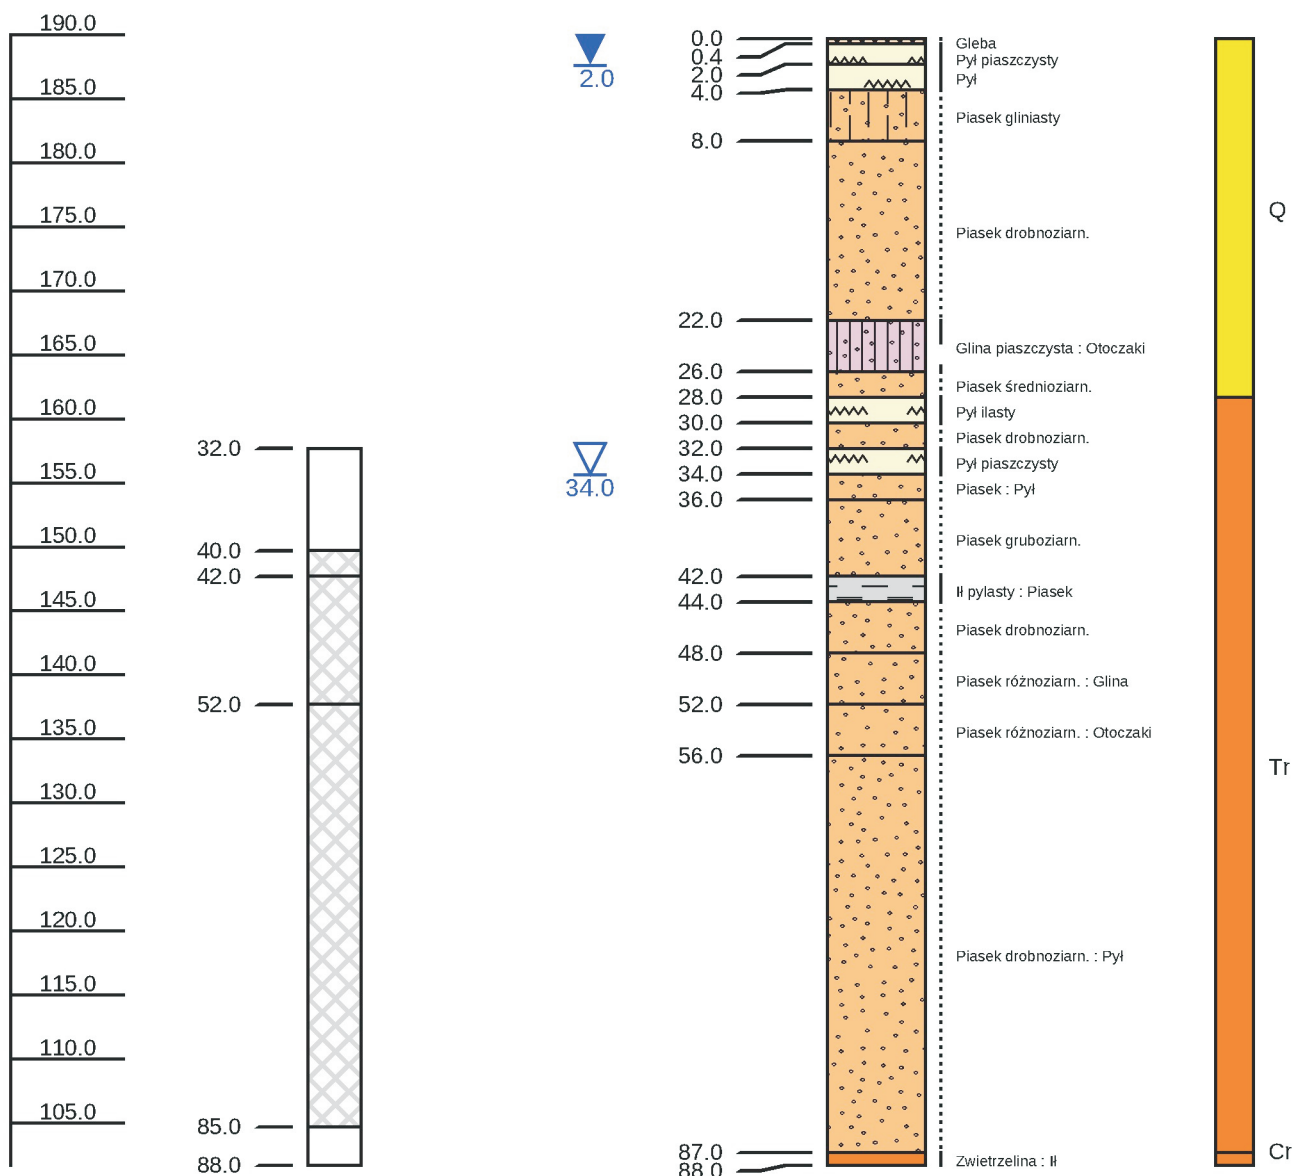 190.0
185.0
180.0
175.0
170.0
165.0
160.0
155.0
150.0
145.0
140.0
135.0
130.0
125.0
120.0
115.0
110.0
105.0
32.0
40.0
42.0
52.0
85.0
88.0
2.0
34.0
0.0
0.4
2.0
4.0
8.0
22.0
26.0
28.0
30.0
32.0
34.0
36.0
42.0
44.0
48.0
52.0
56.0
87.0
88.0
Gleba
Pył piaszczysty
Pył
Piasek gliniasty
Piasek drobnoziarn.
Glina piaszczysta : Otoczaki
Piasek średnioziarn.
Pył ilasty
Piasek drobnoziarn.
Pył piaszczysty
Piasek : Pył
Piasek gruboziarn.
Ił pylasty : Piasek
Piasek drobnoziarn.
Piasek różnoziarn. : Glina
Piasek różnoziarn. : Otoczaki
Piasek drobnoziarn. : Pył
Zwietrzelina : Ił
Q
Tr
Cr